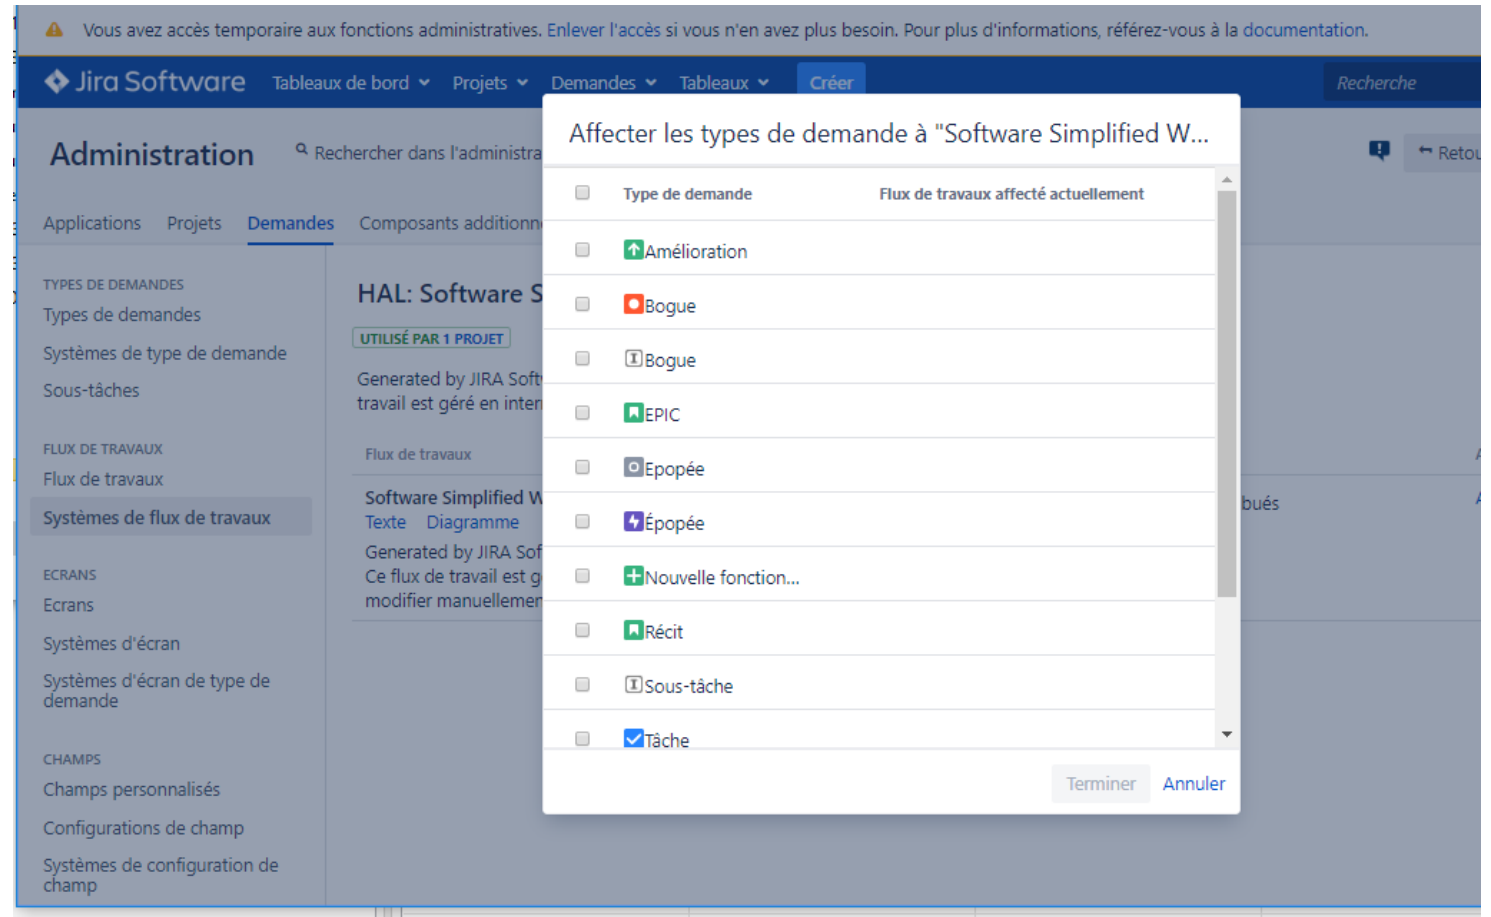 Vous avez accès temporaire aux fonctions administratives. Enlever l'accès si vous n'en avez plus besoin. Pour plus d'informations, référez-vous à la documentation.
Jira Software Tableaux de bord Projets Demandes Tableaux Créer Recherche
Administration Rechercher dans l'administra Retou
Applications Projets Demandes Composants additionn
TYPES DE DEMANDES
Types de demandes
Systèmes de type de demande
Sous-tâches
FLUX DE TRAVAUX
Flux de travaux
Systèmes de flux de travaux
ECRANS
Ecrans
Systèmes d'écran
Systèmes d'écran de type de
demande
CHAMPS
Champs personnalisés
Configurations de champ
Systèmes de configuration de
champ
HAL: Software S
UTILISÉ PAR 1 PROJET
Generated by JIRA Soft
travail est géré en inter
Flux de travaux
Software Simplified W
bués
Texte Diagramme
Generated by JIRA Sof
Ce flux de travail est g
modifier manuellemen
Affecter les types de demande à "Software Simplified W...
Type de demande Flux de travaux affecté actuellement
Amélioration
Bogue
Bogue
EPIC
Epopée
Épopée
Nouvelle fonction...
Récit
Sous-tâche
Tâche
Terminer Annuler